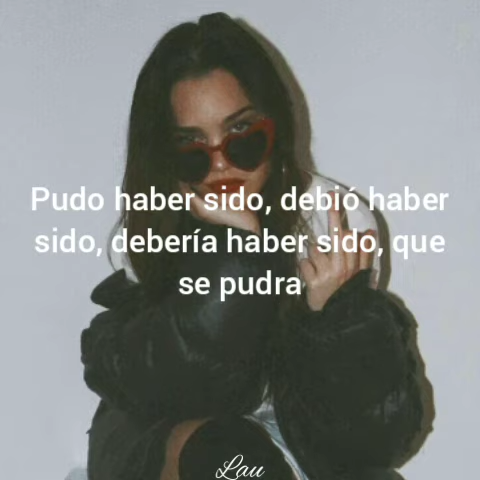 Pudo haber sido, debió haber
sido, debería haber sido, que
se pudra
Lau